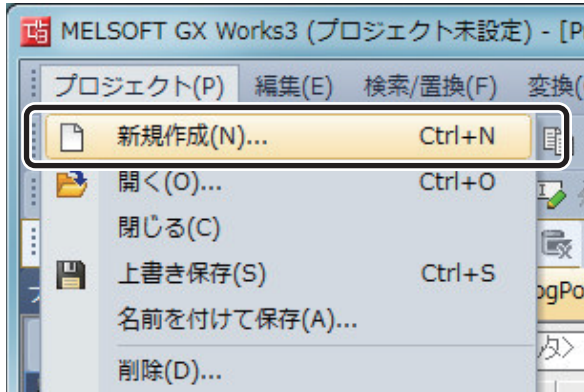 MELSOFT GX Works3 (プロジェクト未設定) - [P
プロジェクト(P) 編集(E) 検索/置換(F) 変換(
新規作成(N)... Ctrl+N
開く(O)... Ctrl+O
閉じる(C)
上書き保存(S) Ctrl+S
名前を付けて保存(A)...
削除(D)...